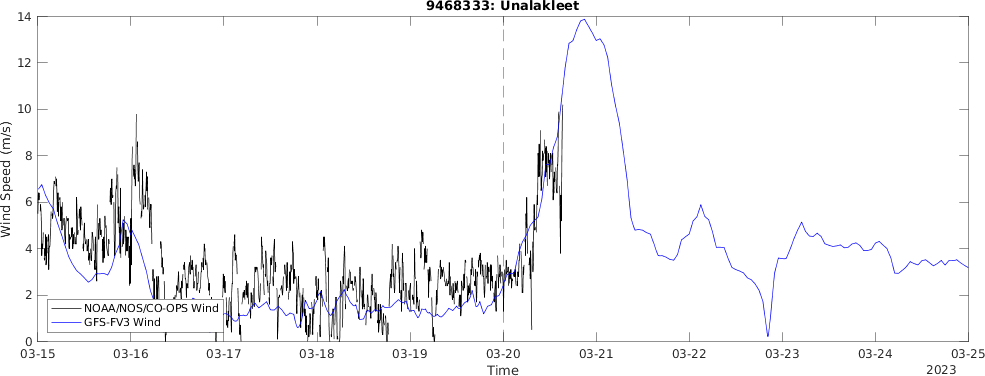 9468333: Unalakleet
14
12
10
8
6
4
2
0
Wind Speed (m/s)
NOAA/NOS/CO-OPS Wind
GFS-FV3 Wind
03-15 03-16 03-17 03-18 03-19 03-20 03-21 03-22 03-23 03-24 03-25
Time
2023